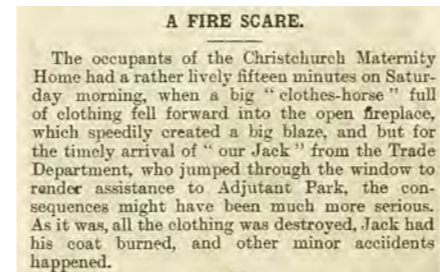 A FIRE SCARE.
The occupants of the Christchurch Maternity
Home had a rather lively fifteen minutes on Satur-
day morning, when a big " clothes-horse " full
of clothing fell forward into the open fireplace,
which speedily created a big blaze, and but for
the timely arrival of " our Jack " from the Trade
Department, who jumped through the window to
render assistance to Adjutant Park, the con-
sequences might have been much more serious.
As it was, all the clothing was destroyed, Jack had
his coat burned, and other minor acciidents
happened.